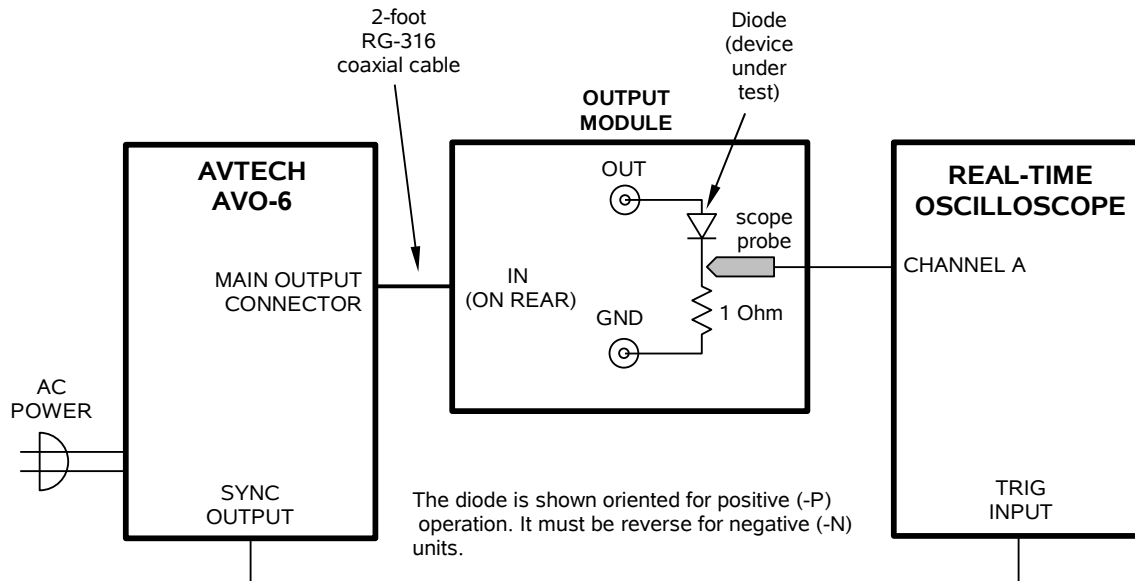 2-foot
RG-316
coaxial cable
Diode
(device
under
test)
OUTPUT
MODULE
AVTECH
AVO-6
OUT
scope
probe
REAL-TIME
OSCILLOSCOPE
MAIN OUTPUT
CONNECTOR
IN
(ON REAR)
CHANNEL A
1 Ohm
GND
AC
POWER
SYNC
OUTPUT
The diode is shown oriented for positive (-P)
operation. It must be reverse for negative (-N)
units.
TRIG
INPUT